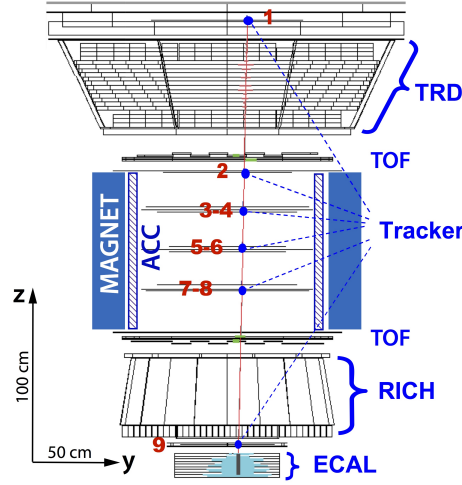 1
TRD
TOF
2
3-4
Tracker
5-6
MAGNET
ACC
7-8
z
TOF
100 cm
RICH
9
50 cm
y
ECAL